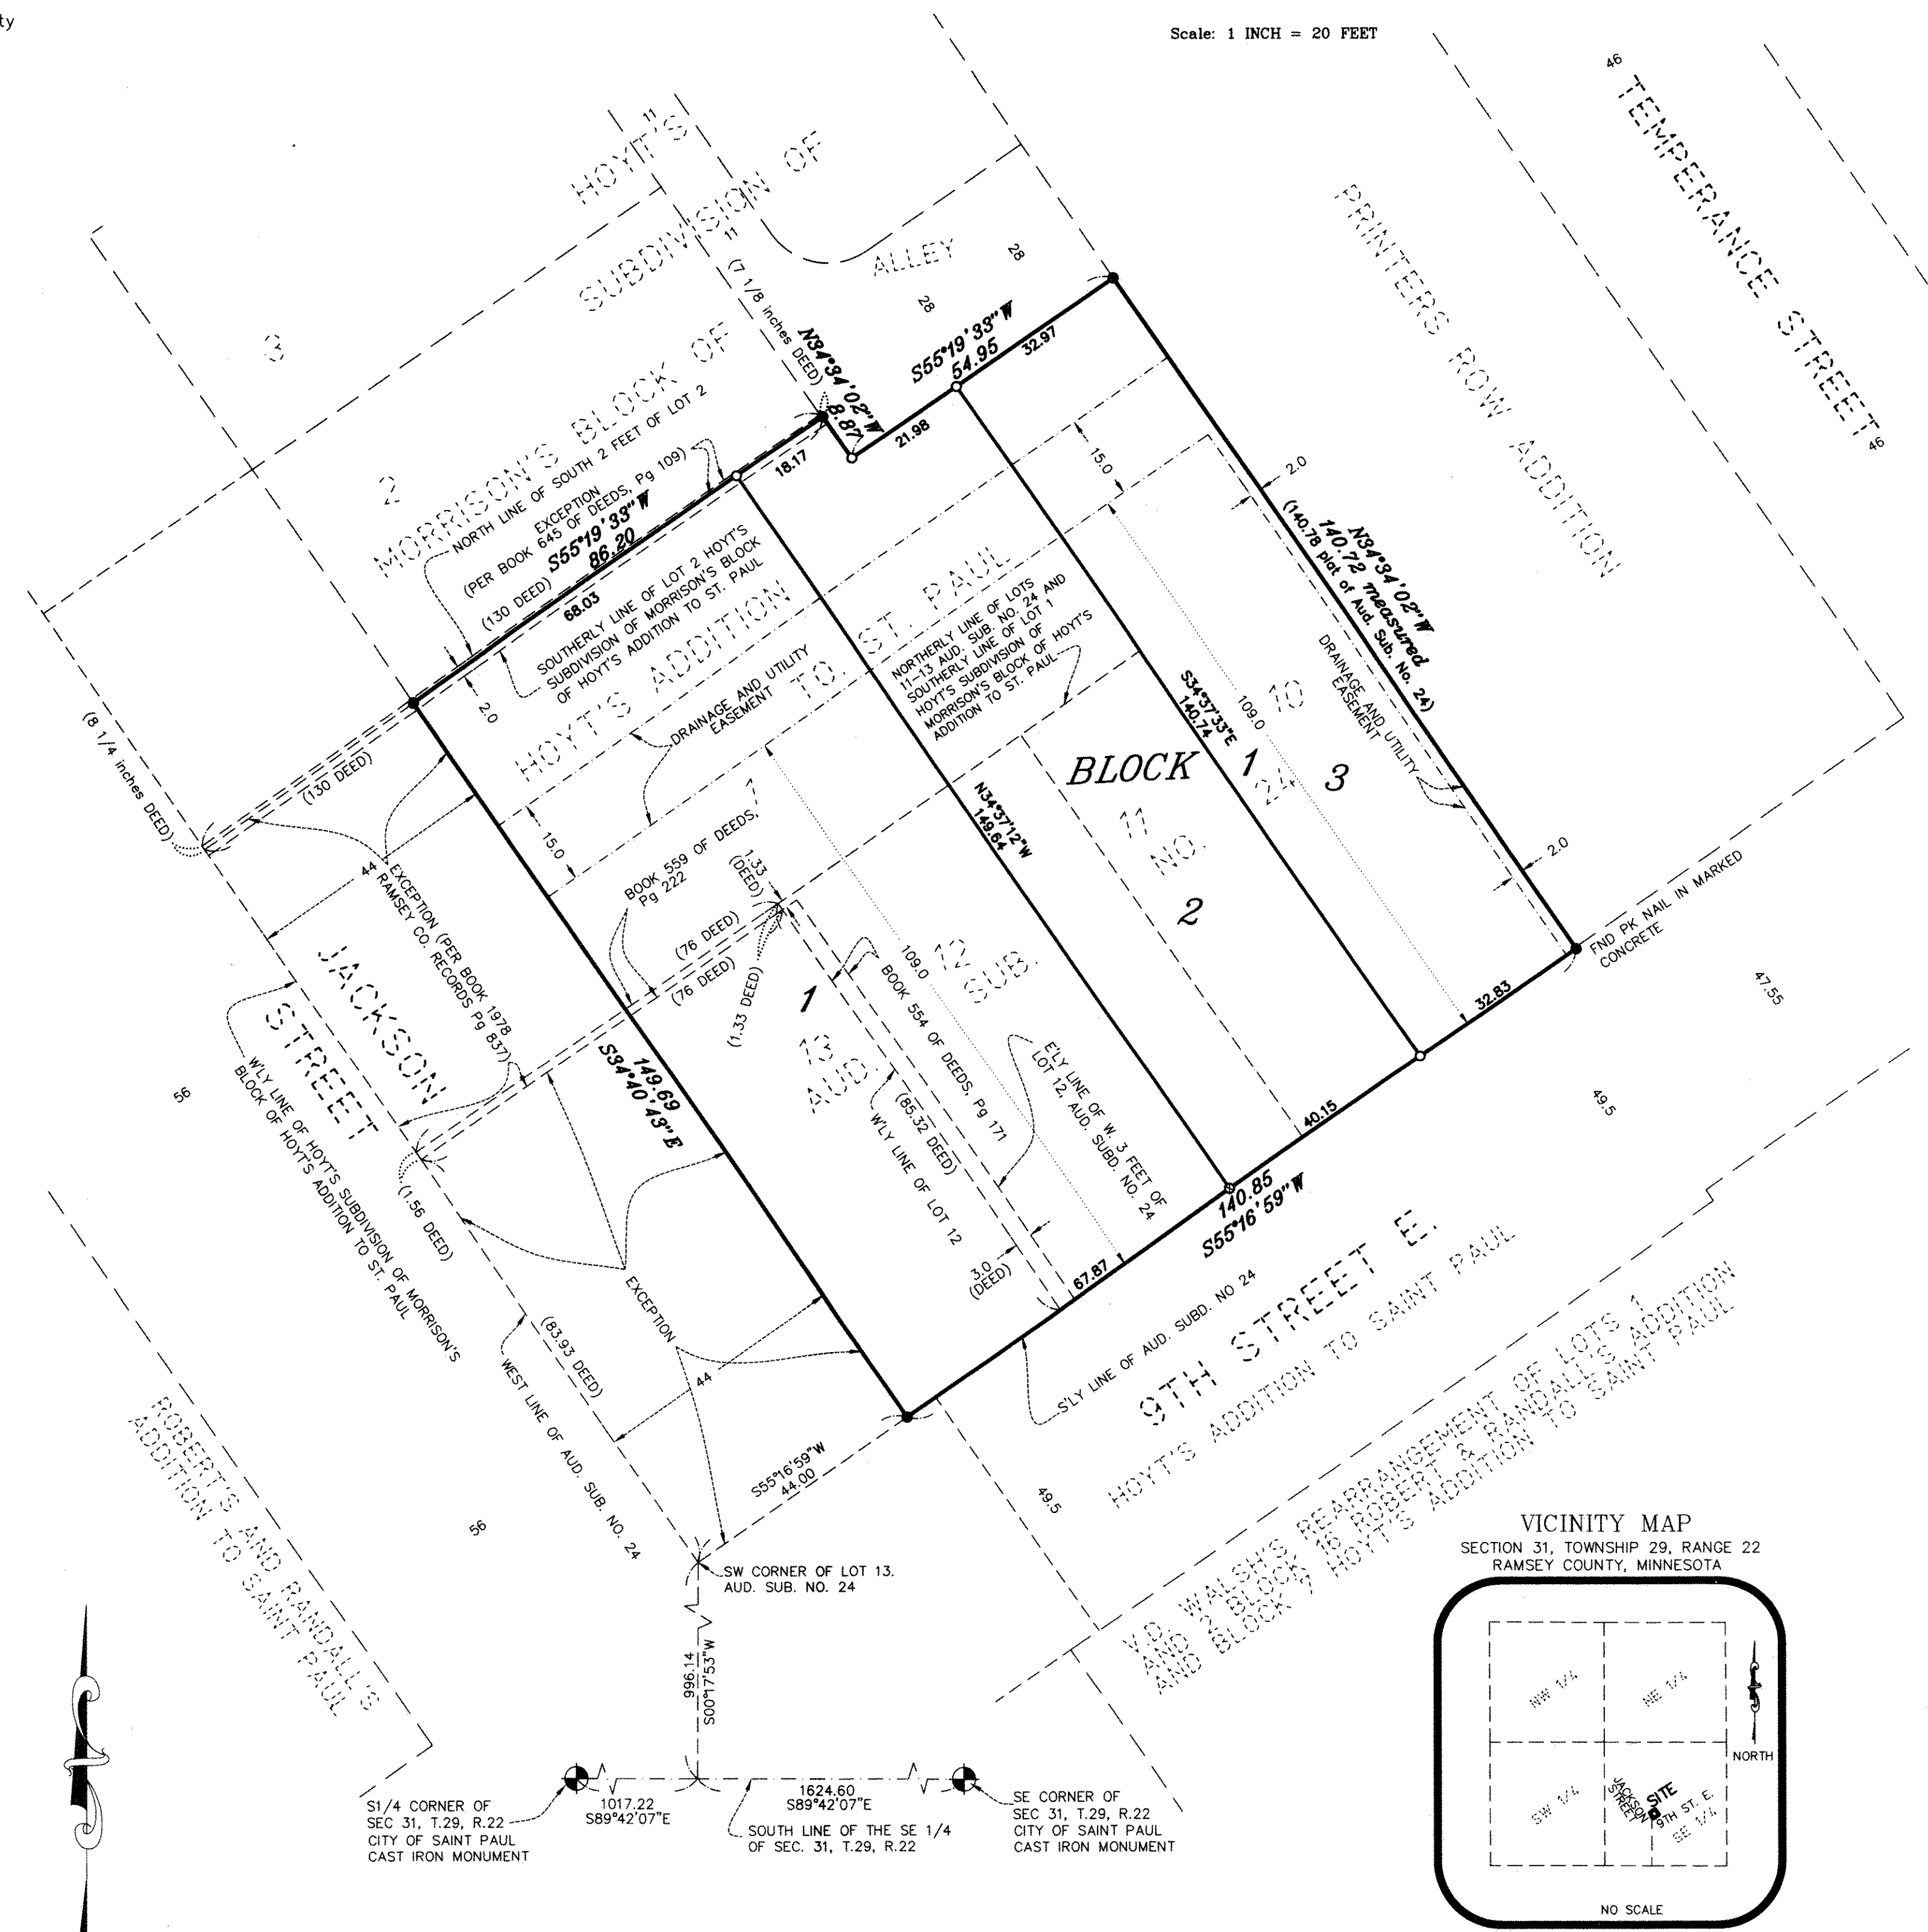 ty
Scale: 1 INCH = 20 FEET
46
TEMPERANCE STREET
46
PRINTERS ROW ADDITION
11
HOYT'S
SUBDIVISION OF
11
(7 1/8 inches DEED)
ALLEY
28
28
3
2
MORRISON'S BLOCK OF
NORTH LINE OF SOUTH 2 FEET OF LOT 2
EXCEPTION
(PER BOOK 645 OF DEEDS, Pg 109)
S55°19'33"W
86.20
(130 DEED)
68.03
18.17
N34°34'02"W
8.87
S55°19'33"W
54.95
21.98
32.97
15.0
2.0
N34°34'02"W
140.72 measured
(140.78 plat of Aud. Sub. No. 24)
DRAINAGE AND UTILITY
EASEMENT
2.0
FND PK NAIL IN MARKED
CONCRETE
SOUTHERLY LINE OF LOT 2 HOYT'S
SUBDIVISION OF MORRISON'S BLOCK
OF HOYT'S ADDITION TO ST. PAUL
HOYT'S ADDITION TO ST. PAUL
DRAINAGE AND UTILITY
EASEMENT
NORTHERLY LINE OF LOTS
11-13 AUD. SUB. NO. 24 AND
SOUTHERLY LINE OF LOT 1
HOYT'S SUBDIVISION OF
MORRISON'S BLOCK OF HOYT'S
ADDITION TO ST. PAUL
S34°37'33"E
140.74
109.0
10
BLOCK 1
24
3
11
NO.
2
N34°37'12"W
149.64
2.0
(8 1/4 inches DEED)
(130 DEED)
15.0
44
EXCEPTION (PER BOOK 1978
RAMSEY CO. RECORDS Pg 837)
BOOK 559 OF DEEDS,
Pg 222
1
1.33
(DEED)
(76 DEED)
(76 DEED)
(1.33 DEED)
109.0
12
SUB.
1
13
AUD.
BOOK 554 OF DEEDS, Pg 171
(85.32 DEED)
W'LY LINE OF LOT 12
E'LY LINE OF W. 3 FEET OF
LOT 12, AUD. SUBD. NO. 24
3.0
(DEED)
JACKSON
STREET
W'LY LINE OF HOYT'S SUBDIVISION OF MORRISON'S
BLOCK OF HOYT'S ADDITION TO ST. PAUL
56
149.69
S34°40'43"E
(1.56 DEED)
EXCEPTION
(83.93 DEED)
44
WEST LINE OF AUD. SUB. NO. 24
56
67.87
40.15
32.83
140.85
S55°16'59"W
S'LY LINE OF AUD. SUBD. NO 24
9TH STREET E.
HOYT'S ADDITION TO SAINT PAUL
47.55
49.5
49.5
S55°16'59"W
44.00
V.D. WALSH'S REARRANGEMENT OF LOTS 1
AND 2 BLOCK 16 ROBERT & RANDALL'S ADDITION
AND BLOCK 7 HOYT'S ADDITION TO SAINT PAUL
ROBERT'S AND RANDALL'S
ADDITION TO SAINT PAUL
SW CORNER OF LOT 13.
AUD. SUB. NO. 24
996.14
S00°17'53"W
S1/4 CORNER OF
SEC 31, T.29, R.22
CITY OF SAINT PAUL
CAST IRON MONUMENT
1017.22
S89°42'07"E
1624.60
S89°42'07"E
SOUTH LINE OF THE SE 1/4
OF SEC. 31, T.29, R.22
SE CORNER OF
SEC 31, T.29, R.22
CITY OF SAINT PAUL
CAST IRON MONUMENT
VICINITY MAP
SECTION 31, TOWNSHIP 29, RANGE 22
RAMSEY COUNTY, MINNESOTA
NW 1/4
NE 1/4
NORTH
SW 1/4
JACKSON
STREET
SITE
9TH ST. E.
SE 1/4
NO SCALE